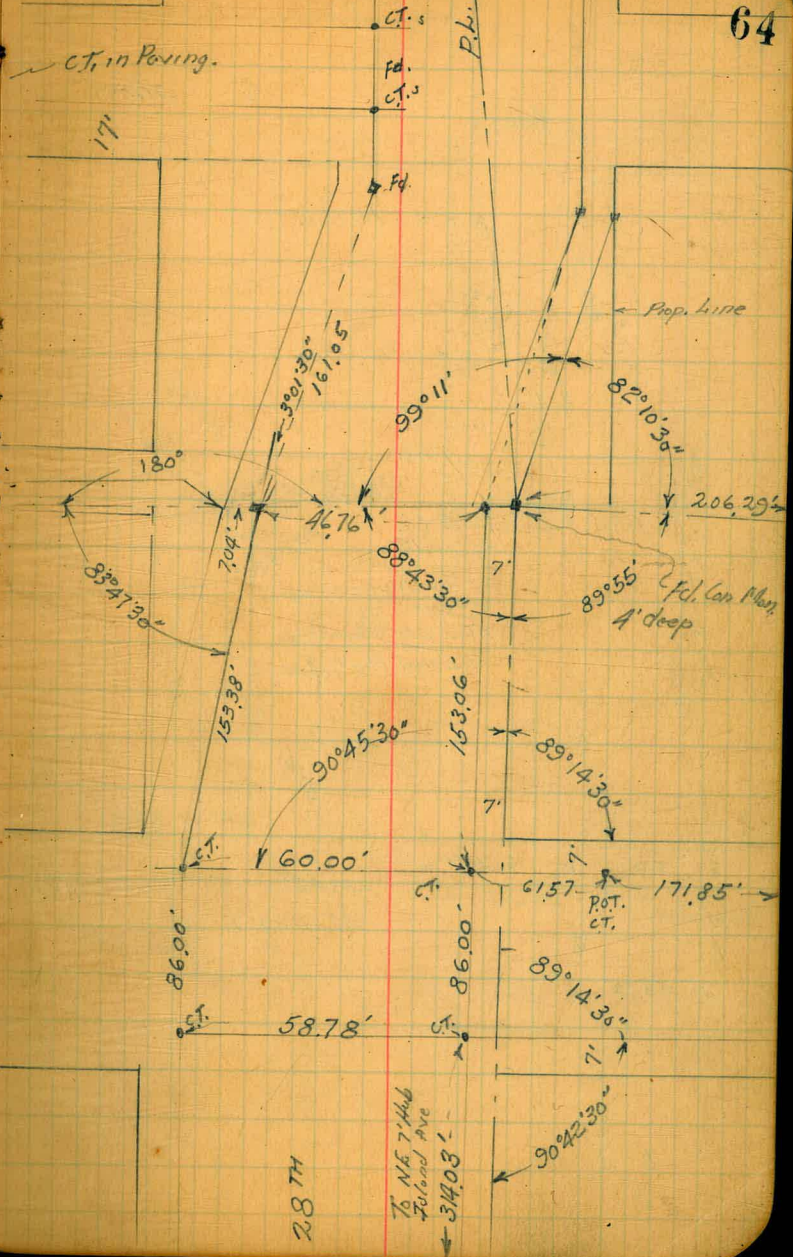 64
C.T.s
P.L.
C.T. in Paving.
Fd.
C.T.s
17'
Fd.
Prop. Line
3°01'30"
161.05
99°11'
82°10'30"
180°
206.29'
46.76'
7.04'
88°43'30"
7'
89°55'
Fd. Con. Mon.
4' deep
83°47'30"
153.38'
153.06'
90°45'30"
89°14'30"
7'
C.T.
60.00'
7'
C.T.
61.57
P.O.T.
C.T.
171.85'
86.00'
86.00'
89°14'30"
C.T.
58.78'
C.T.
7'
To NE 7' Hub
Island Ave
314.03'
90°42'30"
28TH